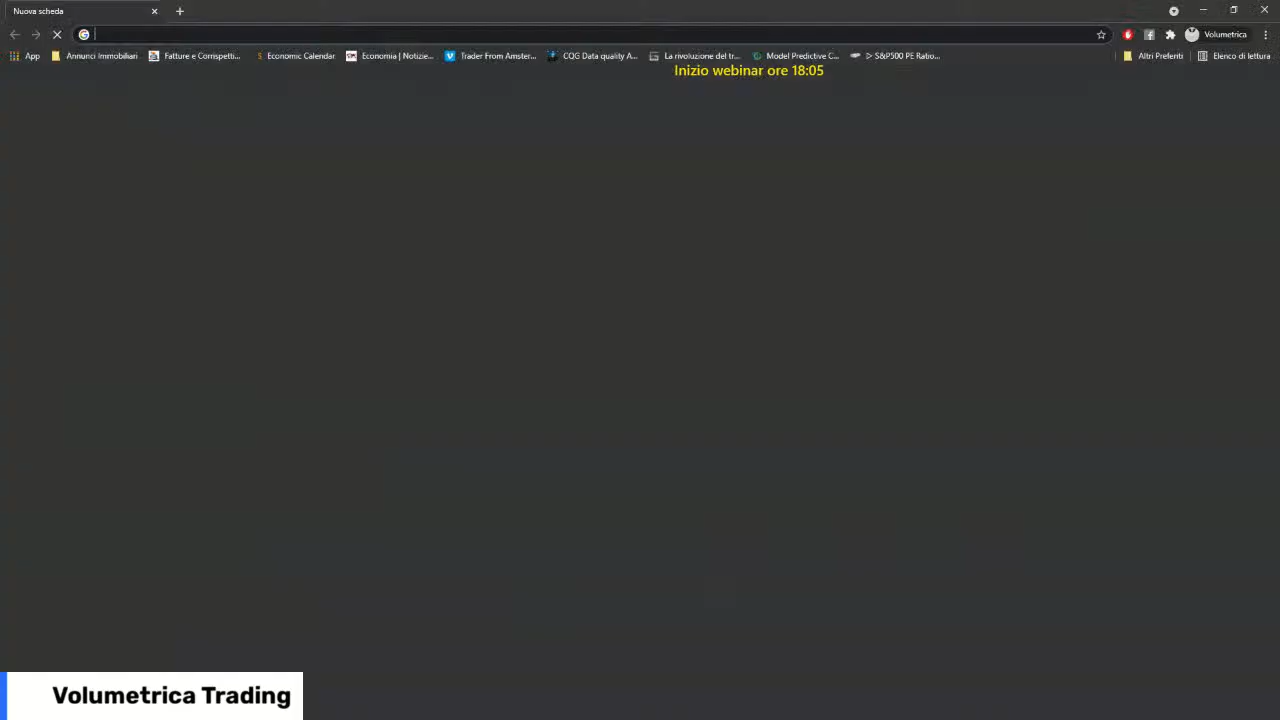 Nuova scheda
App
Annunci Immobiliari
Fatture e Corrispetti...
Economic Calendar
Economia | Notizie...
Trader From Amster...
CQG Data quality A...
La rivoluzione del tr...
Model Predictive C...
▷ S&P500 PE Ratio...
Volumetrica
Altri Preferiti
Elenco di lettura
Inizio webinar ore 18:05
Volumetrica Trading